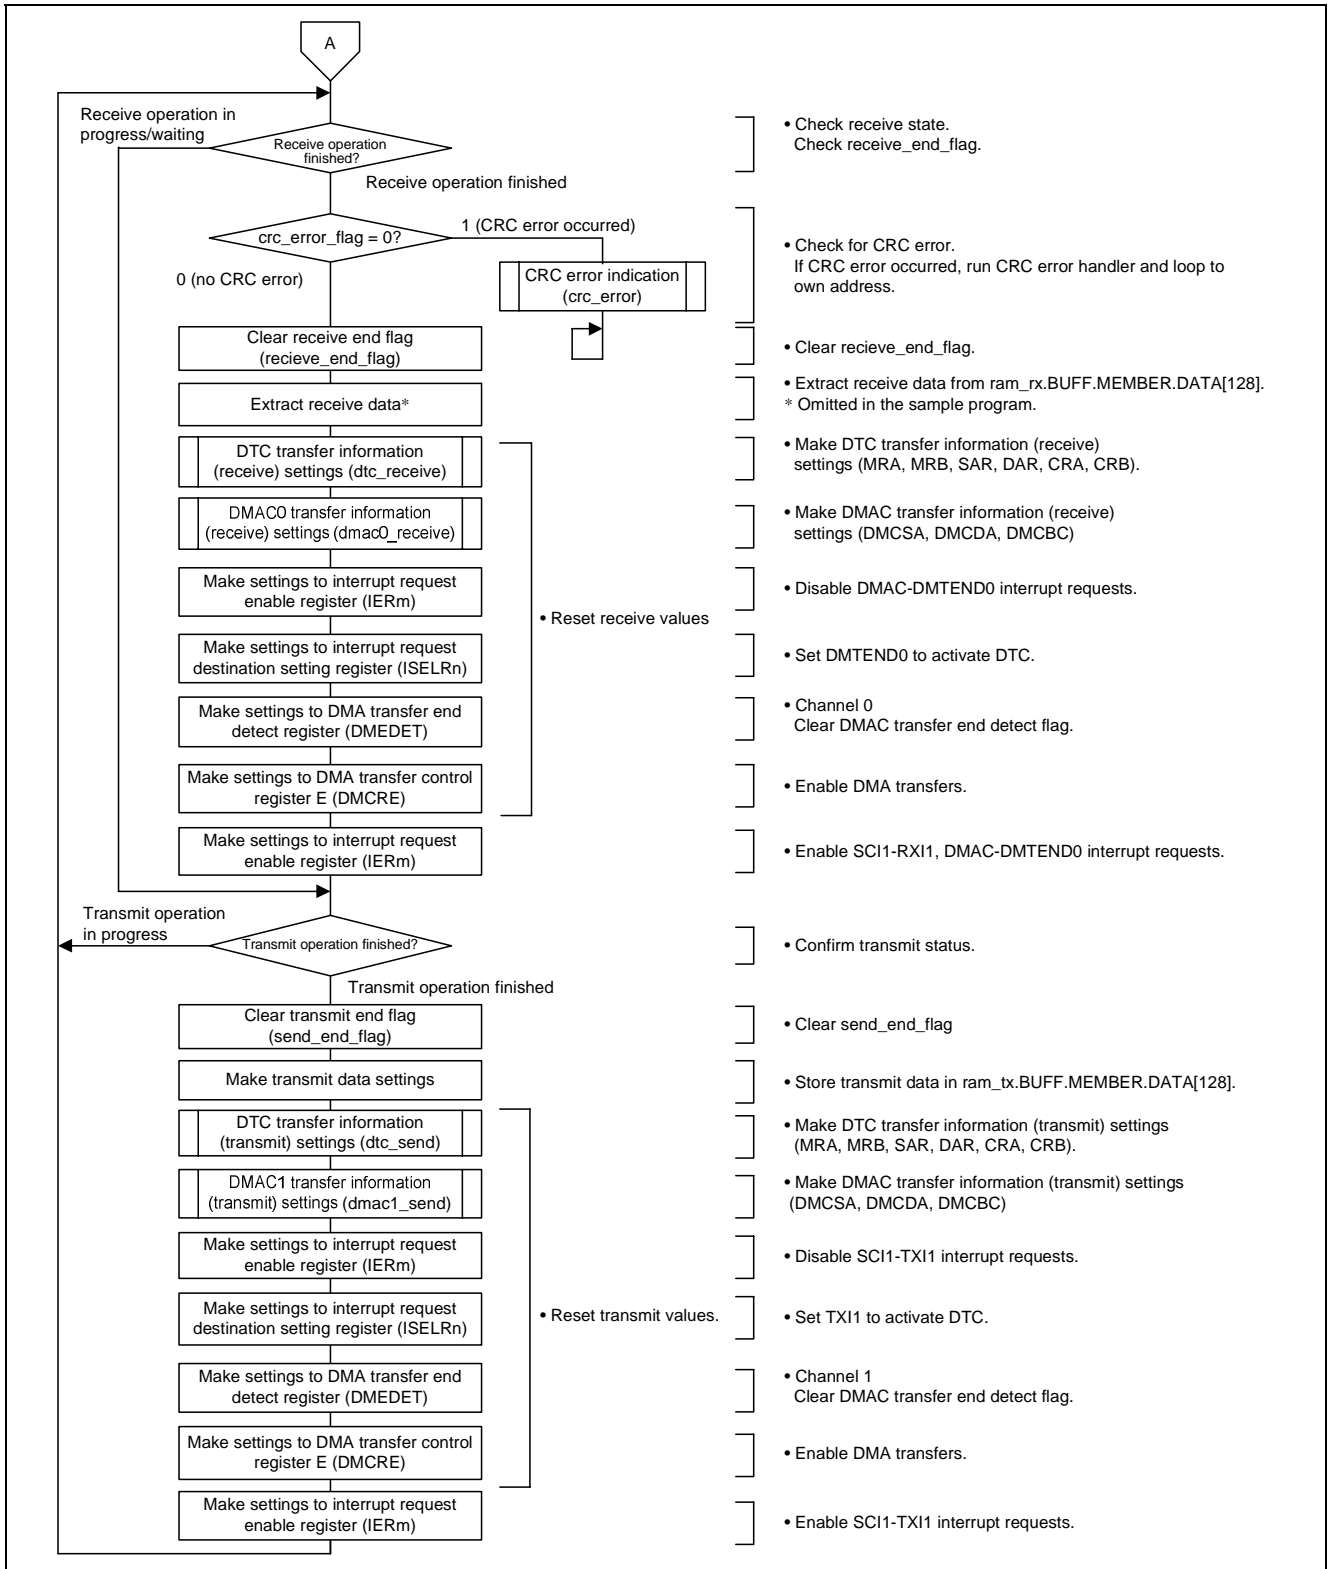 A
Receive operation in
progress/waiting
Receive operation
finished?
• Check receive state.
Check receive_end_flag.
Receive operation finished
crc_error_flag = 0?
1 (CRC error occurred)
0 (no CRC error)
CRC error indication
(crc_error)
• Check for CRC error.
If CRC error occurred, run CRC error handler and loop to
own address.
Clear receive end flag
(recieve_end_flag)
• Clear recieve_end_flag.
Extract receive data*
• Extract receive data from ram_rx.BUFF.MEMBER.DATA[128].
* Omitted in the sample program.
DTC transfer information
(receive) settings (dtc_receive)
• Make DTC transfer information (receive)
settings (MRA, MRB, SAR, DAR, CRA, CRB).
DMAC0 transfer information
(receive) settings (dmac0_receive)
• Make DMAC transfer information (receive)
settings (DMCSA, DMCDA, DMCBC)
Make settings to interrupt request
enable register (IERm)
• Disable DMAC-DMTEND0 interrupt requests.
• Reset receive values
Make settings to interrupt request
destination setting register (ISELRn)
• Set DMTEND0 to activate DTC.
Make settings to DMA transfer end
detect register (DMEDET)
• Channel 0
Clear DMAC transfer end detect flag.
Make settings to DMA transfer control
register E (DMCRE)
• Enable DMA transfers.
Make settings to interrupt request
enable register (IERm)
• Enable SCI1-RXI1, DMAC-DMTEND0 interrupt requests.
Transmit operation
in progress
Transmit operation finished?
• Confirm transmit status.
Transmit operation finished
Clear transmit end flag
(send_end_flag)
• Clear send_end_flag
Make transmit data settings
• Store transmit data in ram_tx.BUFF.MEMBER.DATA[128].
DTC transfer information
(transmit) settings (dtc_send)
• Make DTC transfer information (transmit) settings
(MRA, MRB, SAR, DAR, CRA, CRB).
DMAC1 transfer information
(transmit) settings (dmac1_send)
• Make DMAC transfer information (transmit) settings
(DMCSA, DMCDA, DMCBC)
Make settings to interrupt request
enable register (IERm)
• Disable SCI1-TXI1 interrupt requests.
Make settings to interrupt request
destination setting register (ISELRn)
• Reset transmit values.
• Set TXI1 to activate DTC.
Make settings to DMA transfer end
detect register (DMEDET)
• Channel 1
Clear DMAC transfer end detect flag.
Make settings to DMA transfer control
register E (DMCRE)
• Enable DMA transfers.
Make settings to interrupt request
enable register (IERm)
• Enable SCI1-TXI1 interrupt requests.